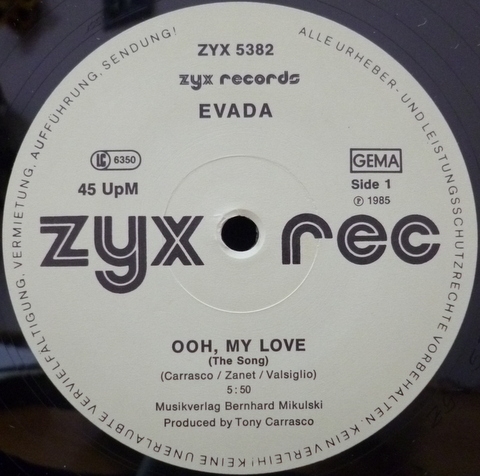 ZYX 5382
zyx records
EVADA
LC 6350
GEMA
45 UpM
Side 1
Ⓟ 1985
zyx rec
OOH, MY LOVE
(The Song)
(Carrasco / Zanet / Valsiglio)
5:50
Musikverlag Bernhard Mikulski
Produced by Tony Carrasco
ALLE URHEBER- UND LEISTUNGSSCHUTZRECHTE VORBEHALTEN. KEIN VERLEIH! KEINE UNERLAUBTE VERVIELFÄLTIGUNG. VERMIETUNG. AUFFÜHRUNG. SENDUNG!